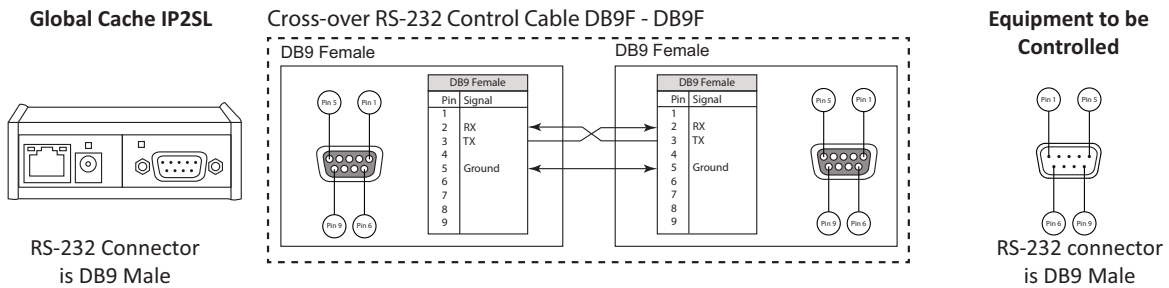 Global Cache IP2SL
Cross-over RS-232 Control Cable DB9F - DB9F
Equipment to be
Controlled
DB9 Female
DB9 Female
Pin 5
Pin 1
Pin 9
Pin 6
DB9 Female
Pin Signal
1
2 RX
3 TX
4
5 Ground
6
7
8
9
DB9 Female
Pin Signal
1
2 RX
3 TX
4
5 Ground
6
7
8
9
Pin 5
Pin 1
Pin 9
Pin 6
Pin 1
Pin 5
Pin 6
Pin 9
RS-232 Connector
is DB9 Male
RS-232 connector
is DB9 Male